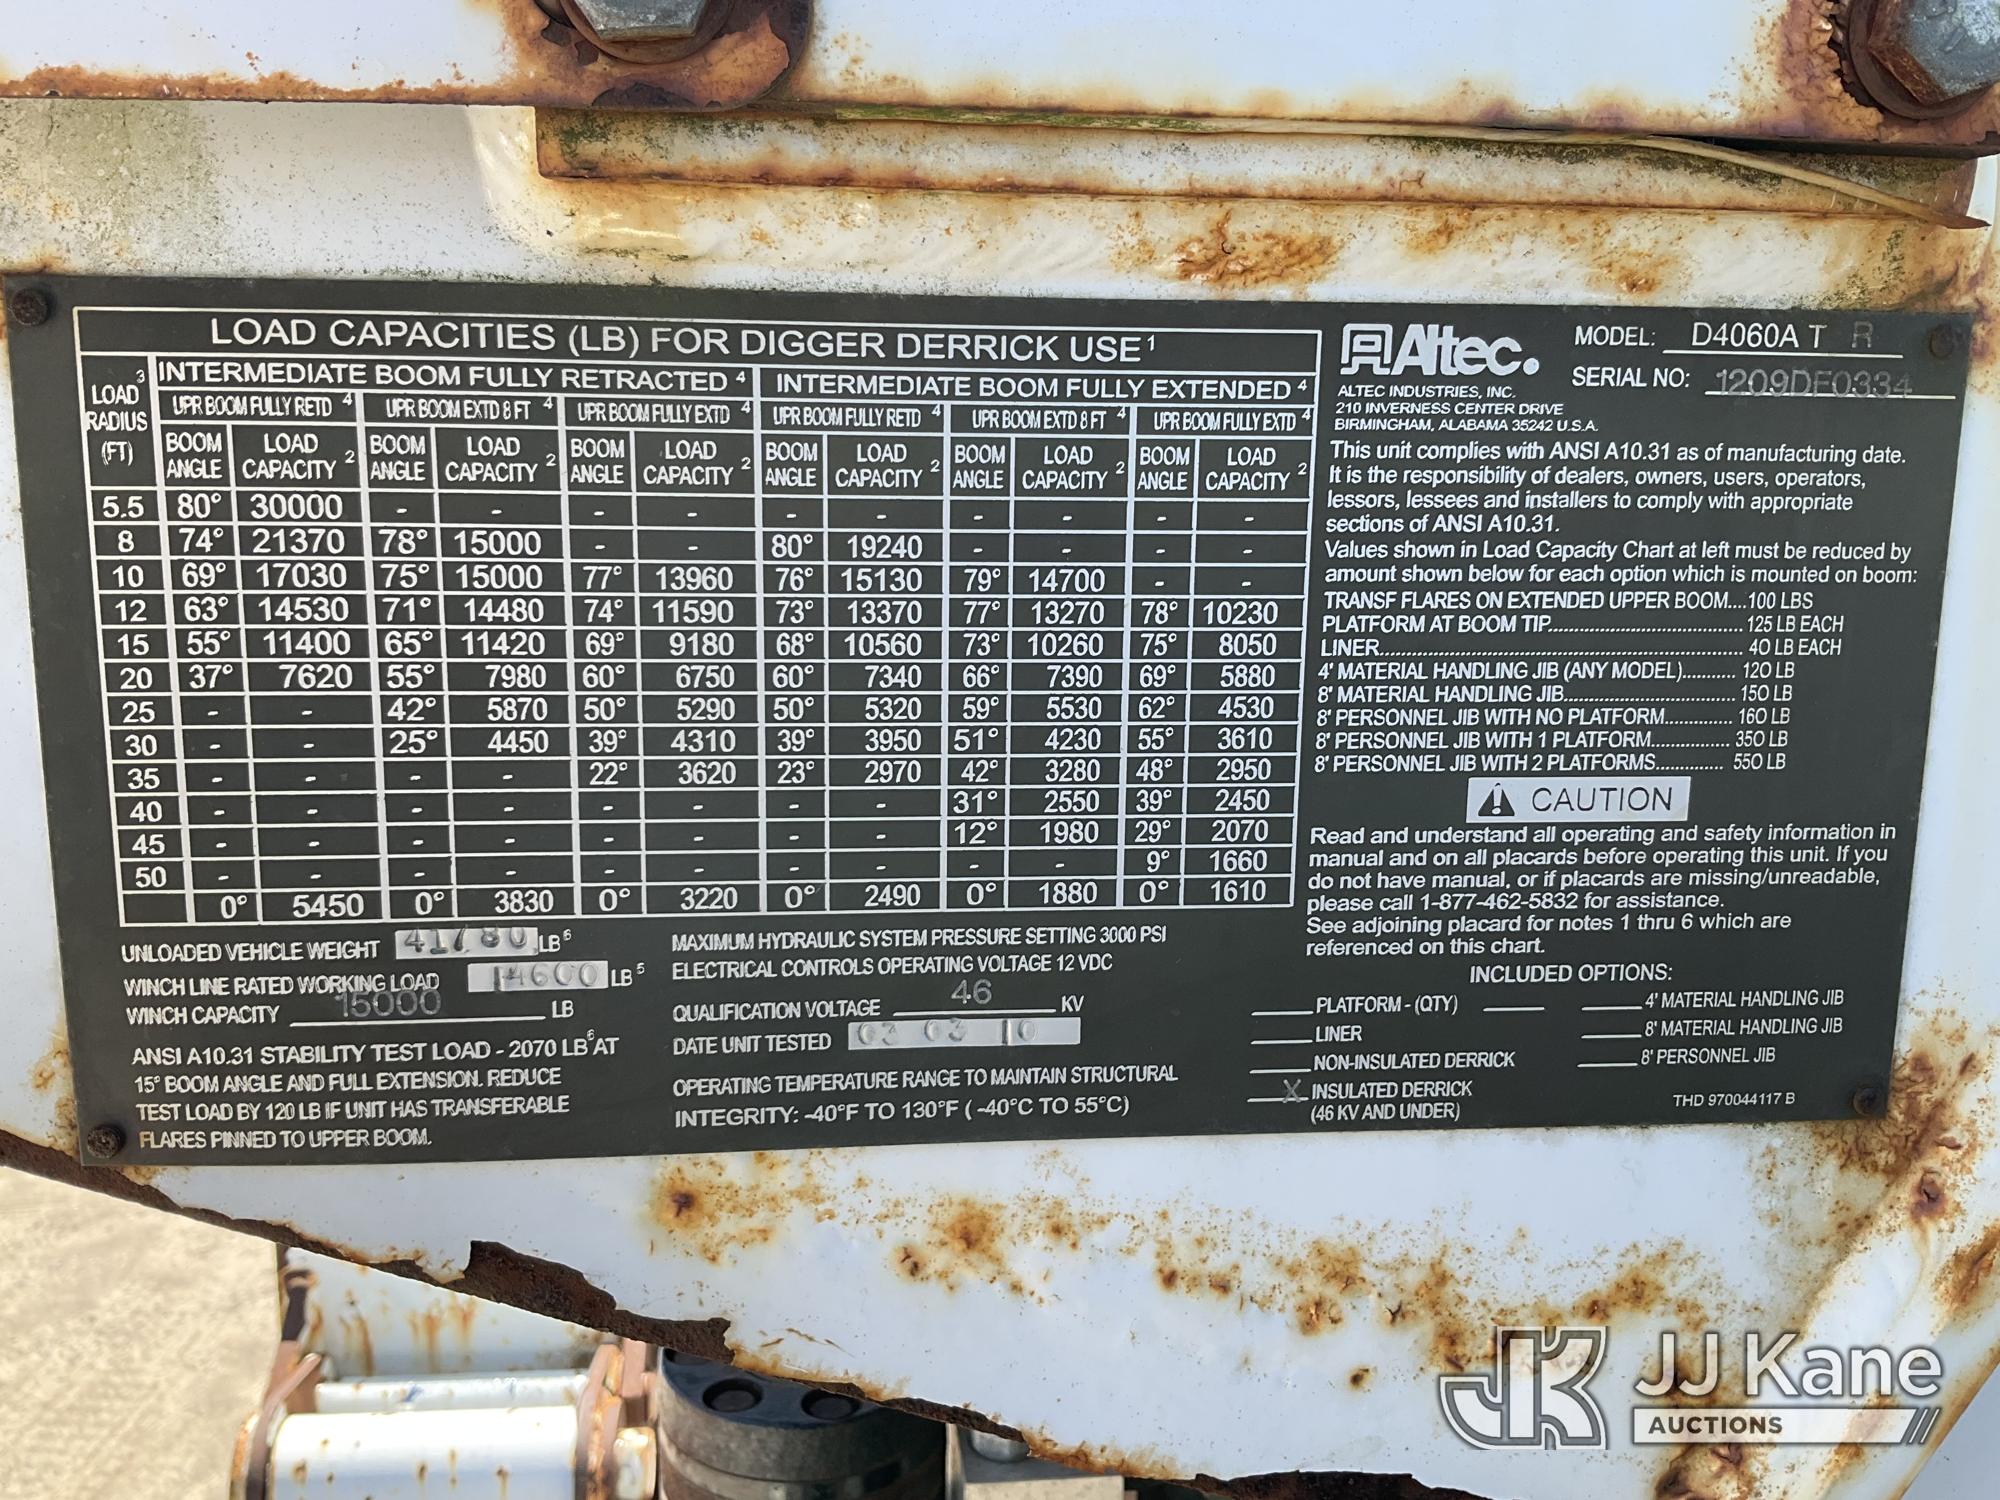 LOAD CAPACITIES (LB) FOR DIGGER DERRICK USE 1
LOAD 3 RADIUS (FT)
INTERMEDIATE BOOM FULLY RETRACTED 4 INTERMEDIATE BOOM FULLY EXTENDED 4
UPR BOOM FULLY RETD 4 UPR BOOM EXTD 8 FT 4 UPR BOOM FULLY EXTD 4 UPR BOOM FULLY RETD 4 UPR BOOM EXTD 8 FT 4 UPR BOOM FULLY EXTD 4
BOOM LOAD BOOM LOAD BOOM LOAD BOOM LOAD BOOM LOAD BOOM LOAD
ANGLE CAPACITY 2 ANGLE CAPACITY 2 ANGLE CAPACITY 2 ANGLE CAPACITY 2 ANGLE CAPACITY 2 ANGLE CAPACITY 2
5.5 80° 30000 - - - - - - - - - -
8 74° 21370 78° 15000 - - 80° 19240 - - - -
10 69° 17030 75° 15000 77° 13960 76° 15130 79° 14700 - -
12 63° 14530 71° 14480 74° 11590 73° 13370 77° 13270 78° 10230
15 55° 11400 65° 11420 69° 9180 68° 10560 73° 10260 75° 8050
20 37° 7620 55° 7980 60° 6750 60° 7340 66° 7390 69° 5880
25 - - 42° 5870 50° 5290 50° 5320 59° 5530 62° 4530
30 - - 25° 4450 39° 4310 39° 3950 51° 4230 55° 3610
35 - - - - 22° 3620 23° 2970 42° 3280 48° 2950
40 - - - - - - - - 31° 2550 39° 2450
45 - - - - - - - - 12° 1980 29° 2070
50 - - - - - - - - - - 9° 1660
0° 5450 0° 3830 0° 3220 0° 2490 0° 1880 0° 1610
UNLOADED VEHICLE WEIGHT 41780 LB 6
WINCH LINE RATED WORKING LOAD 14600 LB 5
WINCH CAPACITY 15000 LB
ANSI A10.31 STABILITY TEST LOAD - 2070 LB 6 AT
15° BOOM ANGLE AND FULL EXTENSION. REDUCE
TEST LOAD BY 120 LB IF UNIT HAS TRANSFERABLE
FLARES PINNED TO UPPER BOOM.
MAXIMUM HYDRAULIC SYSTEM PRESSURE SETTING 3000 PSI
ELECTRICAL CONTROLS OPERATING VOLTAGE 12 VDC
QUALIFICATION VOLTAGE 46 KV
DATE UNIT TESTED 03 03 10
OPERATING TEMPERATURE RANGE TO MAINTAIN STRUCTURAL
INTEGRITY: -40°F TO 130°F ( -40°C TO 55°C)
Altec.
MODEL: D4060A T R
SERIAL NO: 1209DF0334
ALTEC INDUSTRIES, INC.
210 INVERNESS CENTER DRIVE
BIRMINGHAM, ALABAMA 35242 U.S.A.
This unit complies with ANSI A10.31 as of manufacturing date.
It is the responsibility of dealers, owners, users, operators,
lessors, lessees and installers to comply with appropriate
sections of ANSI A10.31.
Values shown in Load Capacity Chart at left must be reduced by
amount shown below for each option which is mounted on boom:
TRANSF FLARES ON EXTENDED UPPER BOOM....100 LBS
PLATFORM AT BOOM TIP.......................................125 LB EACH
LINER.......................................................................40 LB EACH
4' MATERIAL HANDLING JIB (ANY MODEL)...........120 LB
8' MATERIAL HANDLING JIB...................................150 LB
8' PERSONNEL JIB WITH NO PLATFORM..............160 LB
8' PERSONNEL JIB WITH 1 PLATFORM.................350 LB
8' PERSONNEL JIB WITH 2 PLATFORMS..............550 LB
CAUTION
Read and understand all operating and safety information in
manual and on all placards before operating this unit. If you
do not have manual, or if placards are missing/unreadable,
please call 1-877-462-5832 for assistance.
See adjoining placard for notes 1 thru 6 which are
referenced on this chart.
INCLUDED OPTIONS:
PLATFORM - (QTY) 4' MATERIAL HANDLING JIB
LINER 8' MATERIAL HANDLING JIB
NON-INSULATED DERRICK 8' PERSONNEL JIB
X INSULATED DERRICK
(46 KV AND UNDER)
THD 970044117 B
JK JJ Kane
AUCTIONS